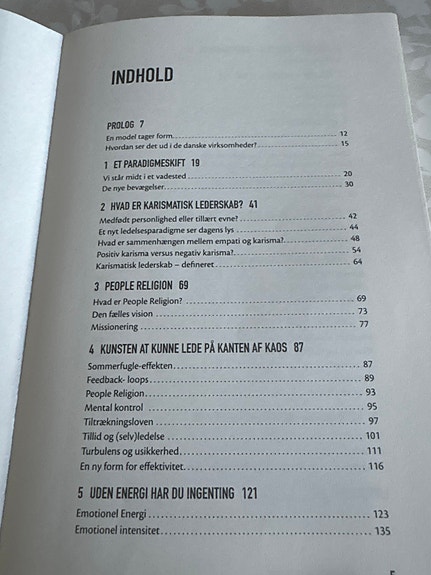 INDHOLD
PROLOG 7
En model tager form 12
Hvordan ser det ud i de danske virksomheder? 15
1 ET PARADIGMESKIFT 19
Vi står midt i et vadested 20
De nye bevægelser 30
2 HVAD ER KARISMATISK LEDERSKAB? 41
Medfødt personlighed eller tillært evne? 42
Et nyt ledelsesparadigme ser dagens lys 44
Hvad er sammenhængen mellem empati og karisma? 48
Positiv karisma versus negativ karisma? 54
Karismatisk lederskab – defineret 64
3 PEOPLE RELIGION 69
Hvad er People Religion? 69
Den fælles vision 73
Missionering 77
4 KUNSTEN AT KUNNE LEDE PÅ KANTEN AF KAOS 87
Sommerfugle-effekten 87
Feedback- loops 89
People Religion 93
Mental kontrol 95
Tiltrækningsloven 97
Tillid og (selv)ledelse 101
Turbulens og usikkerhed 111
En ny form for effektivitet 116
5 UDEN ENERGI HAR DU INGENTING 121
Emotionel Energi 123
Emotionel intensitet 135